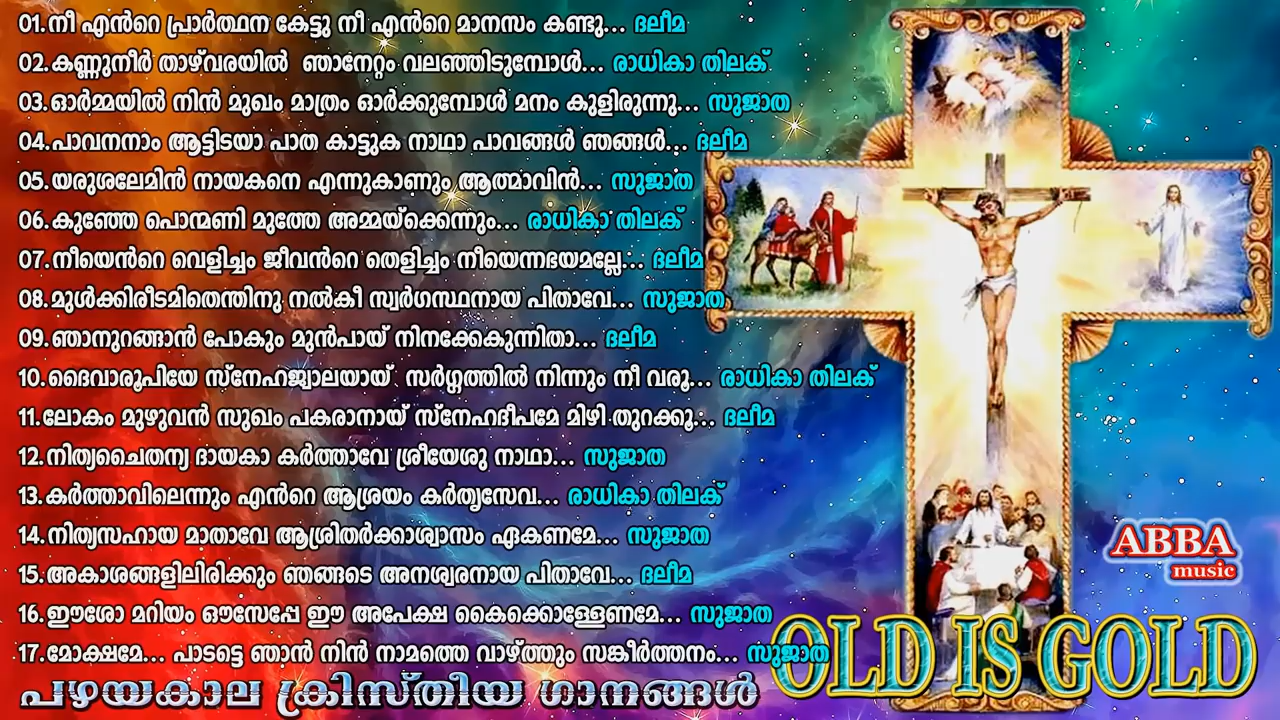 01.നീ എൻറെ പ്രാർത്ഥന കേട്ടു നീ എൻറെ മാനസം കണ്ടു... ദലീമ
02.കണ്ണുനീർ താഴ്‌വരയിൽ ഞാനേറ്റം വലഞ്ഞിടുമ്പോൾ... രാധികാ തിലക്
03.ഓർമ്മയിൽ നിൻ മുഖം മാത്രം ഓർക്കുമ്പോൾ മനം കുളിരുന്നു... സുജാത
04.പാവനനാം ആട്ടിടയാ പാത കാട്ടുക നാഥാ പാവങ്ങൾ ഞങ്ങൾ... ദലീമ
05.യരുശലേമിൻ നായകനെ എന്നുകാണും ആത്മാവിൻ... സുജാത
06.കുഞ്ഞേ പൊന്മണി മുത്തേ അമ്മയ്ക്കെന്നും... രാധികാ തിലക്
07.നീയെൻറെ വെളിച്ചം ജീവൻറെ തെളിച്ചം നീയെന്നഭയമല്ലേ... ദലീമ
08.മുൾക്കിരീടമിതെന്തിനു നൽകീ സ്വർഗസ്ഥനായ പിതാവേ... സുജാത
09.ഞാനുറങ്ങാൻ പോകും മുൻപായ് നിനക്കേകുന്നിതാ... ദലീമ
10.ദൈവാരൂപിയേ സ്നേഹജ്വാലയായ് സർഗ്ഗത്തിൽ നിന്നും നീ വരൂ... രാധികാ തിലക്
11.ലോകം മുഴുവൻ സുഖം പകരാനായ് സ്നേഹദീപമേ മിഴി തുറക്കൂ... ദലീമ
12.നിത്യചൈതന്യ ദായകാ കർത്താവേ ശ്രീയേശു നാഥാ... സുജാത
13.കർത്താവിലെന്നും എൻറെ ആശ്രയം കർതൃസേവ... രാധികാ തിലക്
14.നിത്യസഹായ മാതാവേ ആശ്രിതർക്കാശ്വാസം ഏകണമേ... സുജാത
15.അകാശങ്ങളിലിരിക്കും ഞങ്ങടെ അനശ്വരനായ പിതാവേ... ദലീമ
16.ഈശോ മറിയം ഔസേപ്പേ ഈ അപേക്ഷ കൈക്കൊള്ളേണമേ... സുജാത
17.മോക്ഷമേ... പാടട്ടെ ഞാൻ നിൻ നാമത്തെ വാഴ്ത്തും സങ്കീർത്തനം... സുജാത
പഴയകാല ക്രിസ്തീയ ഗാനങ്ങൾ
ABBA
music
OLD IS GOLD